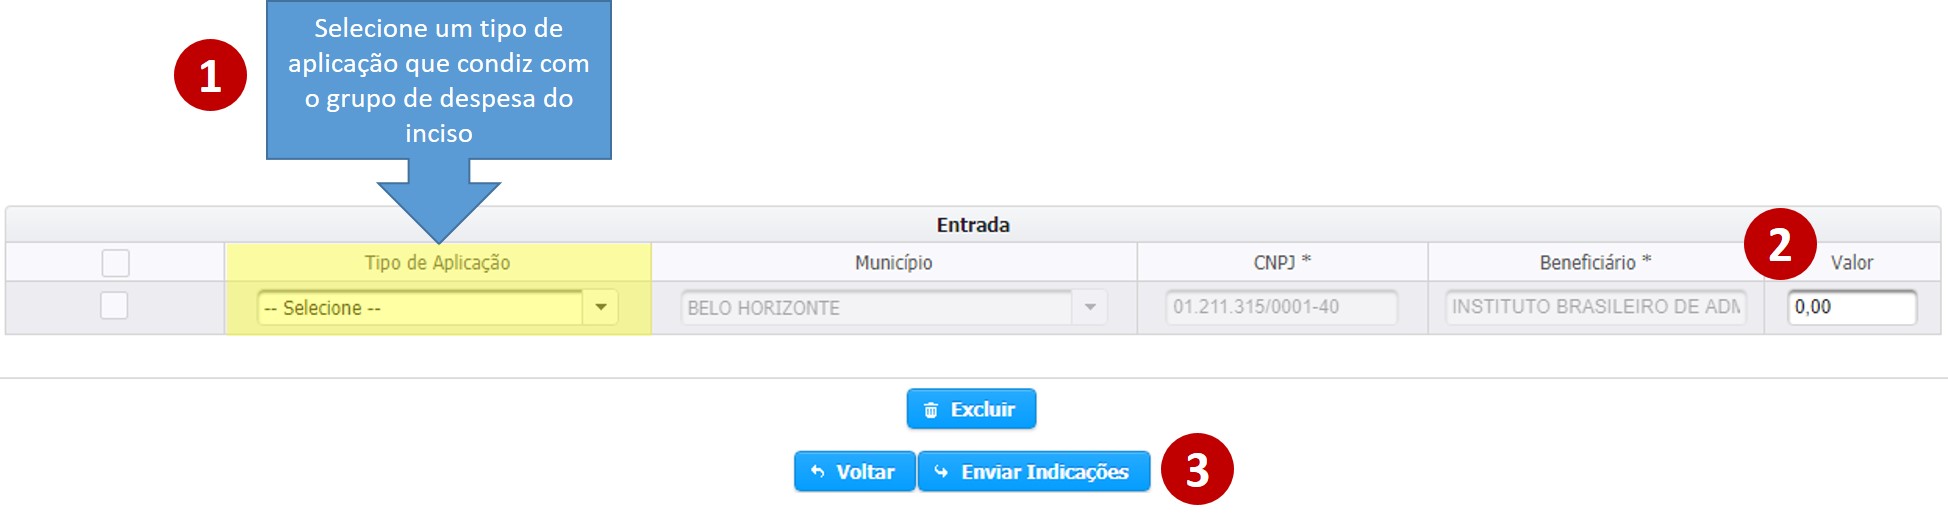 1
Selecione um tipo de
aplicação que condiz com
o grupo de despesa do
inciso
Entrada
2
Tipo de Aplicação Município CNPJ * Beneficiário * Valor
-- Selecione -- BELO HORIZONTE 01.211.315/0001-40 INSTITUTO BRASILEIRO DE ADM 0,00
Excluir
Voltar Enviar Indicações 3